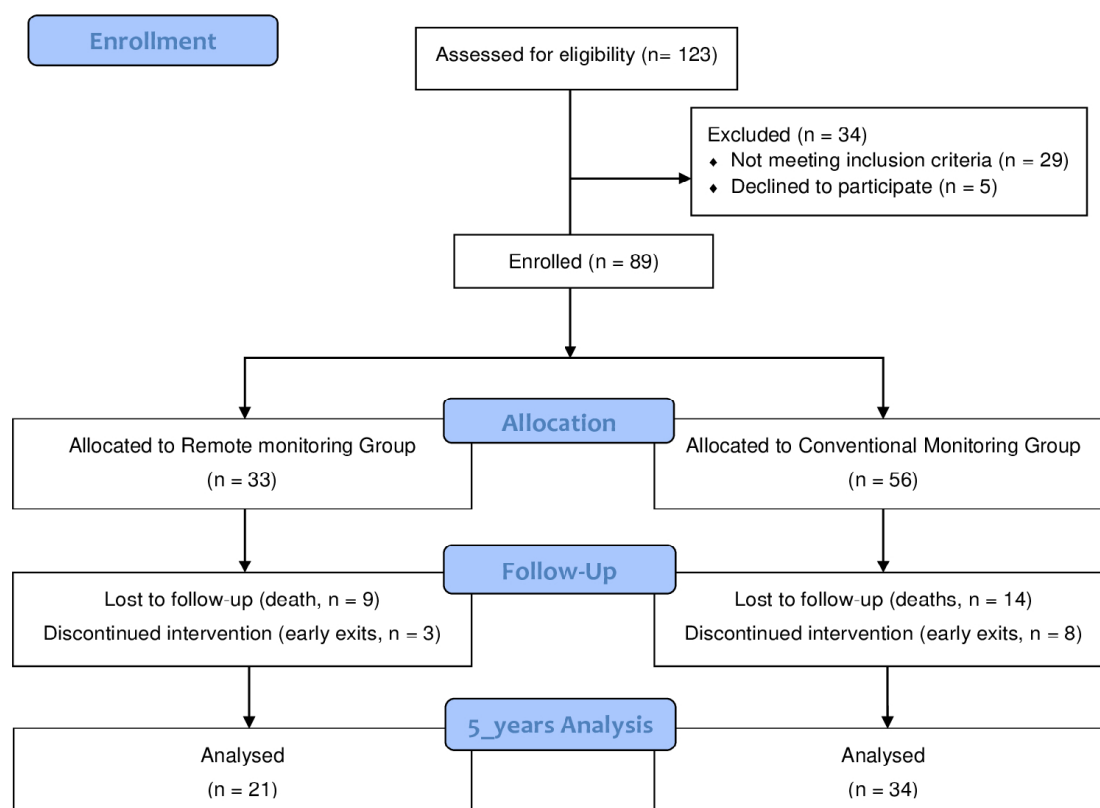 Enrollment
Assessed for eligibility (n= 123)
Excluded (n = 34)
♦ Not meeting inclusion criteria (n = 29)
♦ Declined to participate (n = 5)
Enrolled (n = 89)
Allocation
Allocated to Remote monitoring Group
(n = 33)
Allocated to Conventional Monitoring Group
(n = 56)
Follow-Up
Lost to follow-up (death, n = 9)
Discontinued intervention (early exits, n = 3)
Lost to follow-up (deaths, n = 14)
Discontinued intervention (early exits, n = 8)
5_years Analysis
Analysed
(n = 21)
Analysed
(n = 34)